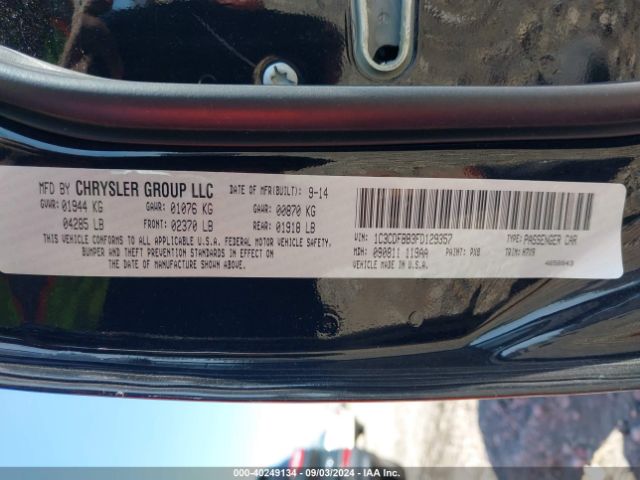 MFD BY CHRYSLER GROUP LLC DATE OF MFR(BUILT): 9-14
GVWR: 01944 KG GAWR: 01076 KG GAWR: 00870 KG
04285 LB FRONT: 02370 LB REAR: 01918 LB
THIS VEHICLE CONFORMS TO ALL APPLICABLE U.S.A. FEDERAL MOTOR VEHICLE SAFETY,
BUMPER AND THEFT PREVENTION STANDARDS IN EFFECT ON
THE DATE OF MANUFACTURE SHOWN ABOVE.
VIN: 1C3CDFBB3FD129357 TYPE: PASSENGER CAR
MDH: 090811 119AA PAINT: PX8 TRIM:
VEHICLE MADE IN U.S.A.
000-40249134 - 09/03/2024 - IAA Inc.